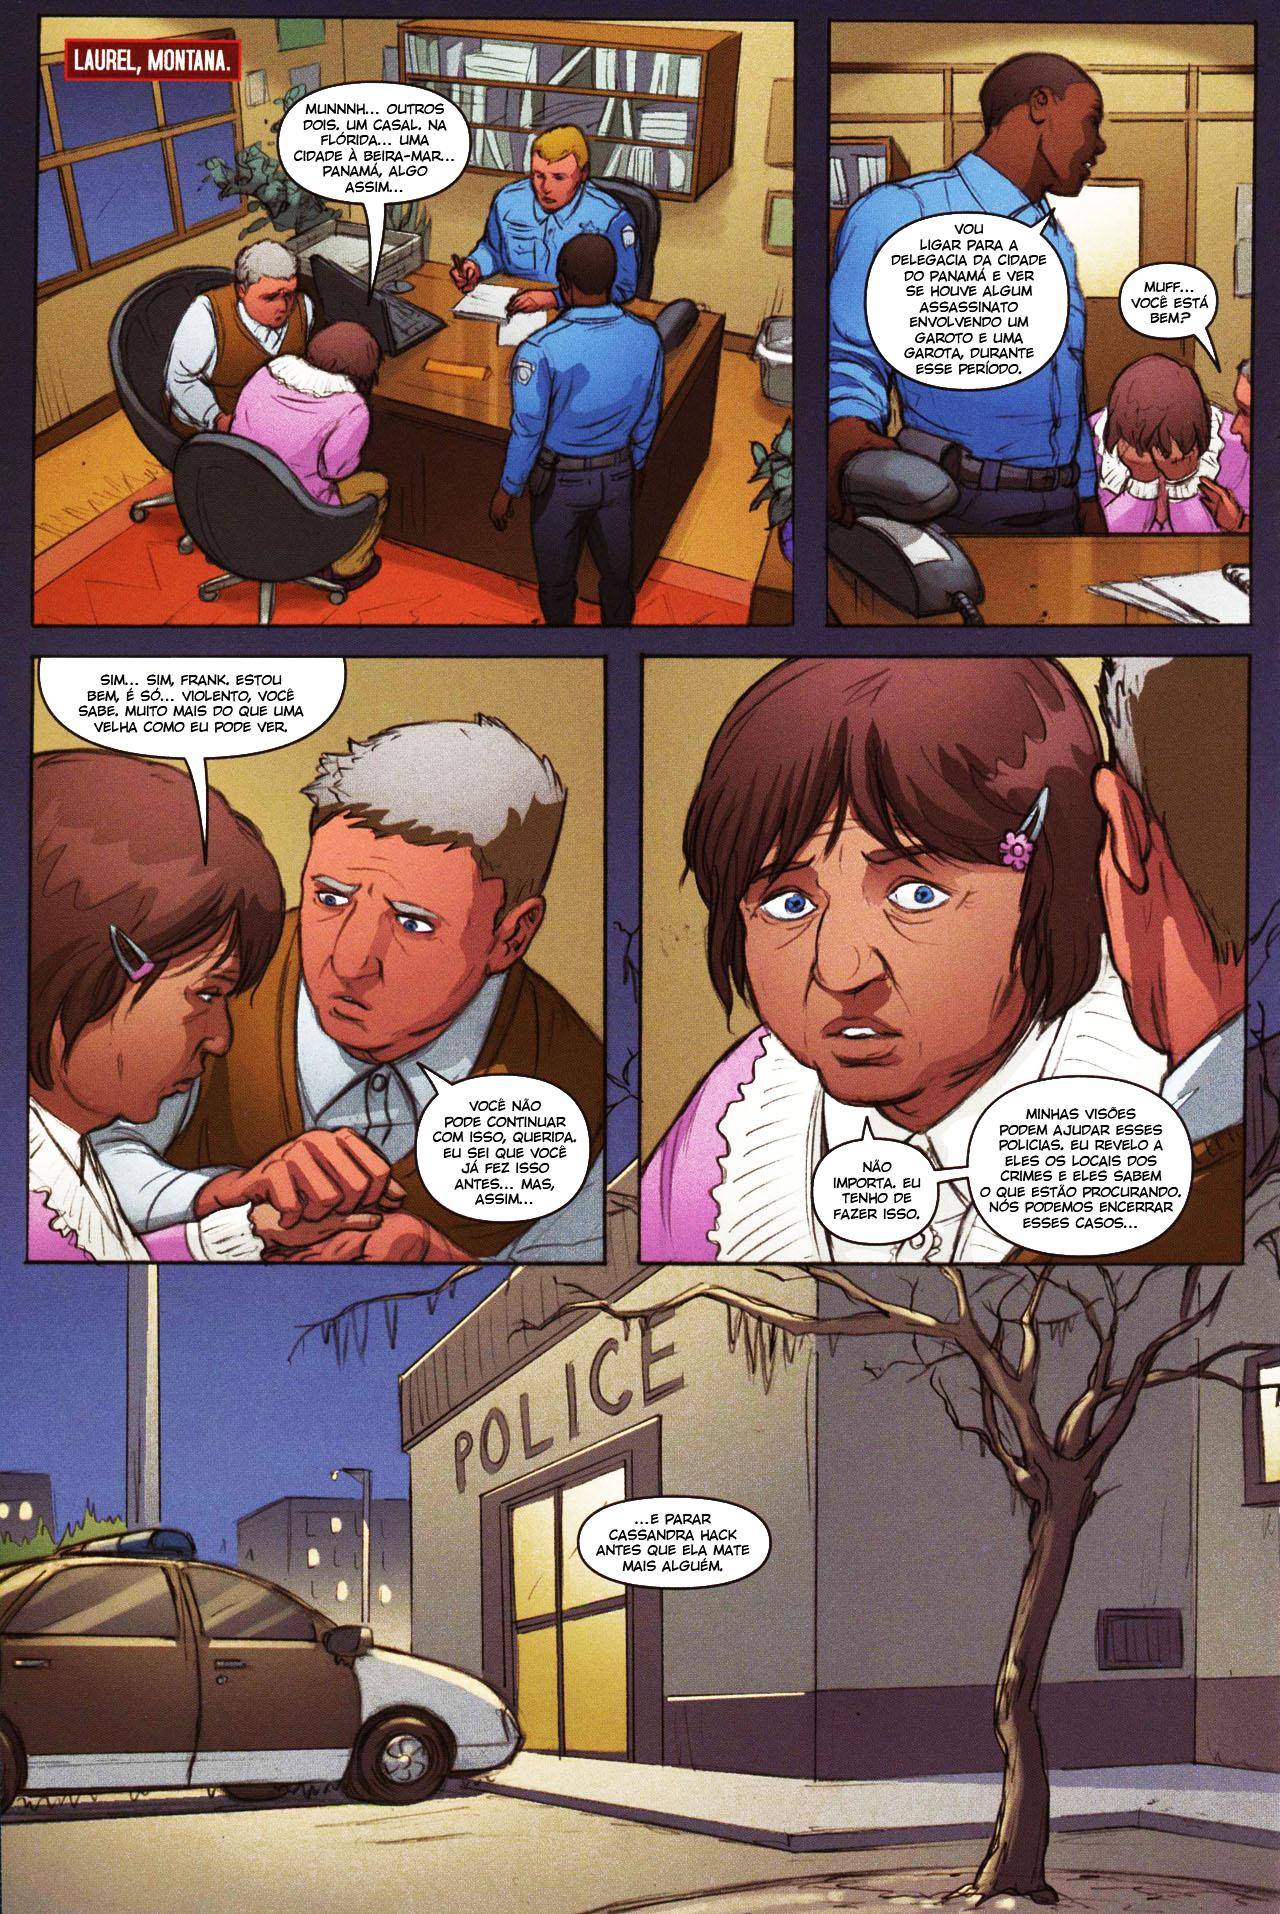 LAUREL, MONTANA.
MUNNNH... OUTROS
DOIS. UM CASAL. NA
FLÓRIDA... UMA
CIDADE À BEIRA-MAR...
PANAMÁ, ALGO
ASSIM...
VOU
LIGAR PARA A
DELEGACIA DA CIDADE
DO PANAMÁ E VER
SE HOUVE ALGUM
ASSASSINATO
ENVOLVENDO UM
GAROTO E UMA
GAROTA, DURANTE
ESSE PERÍODO.
MUFF...
VOCÊ ESTÁ
BEM?
SIM... SIM, FRANK. ESTOU
BEM, É SÓ... VIOLENTO, VOCÊ
SABE. MUITO MAIS DO QUE UMA
VELHA COMO EU PODE VER.
VOCÊ NÃO
PODE CONTINUAR
COM ISSO, QUERIDA.
EU SEI QUE VOCÊ
JÁ FEZ ISSO
ANTES... MAS,
ASSIM...
NÃO
IMPORTA. EU
TENHO DE
FAZER ISSO.
MINHAS VISÕES
PODEM AJUDAR ESSES
POLICIAS. EU REVELO A
ELES OS LOCAIS DOS
CRIMES E ELES SABEM
O QUE ESTÃO PROCURANDO.
NÓS PODEMOS ENCERRAR
ESSES CASOS...
POLICE
...E PARAR
CASSANDRA HACK
ANTES QUE ELA MATE
MAIS ALGUÉM.